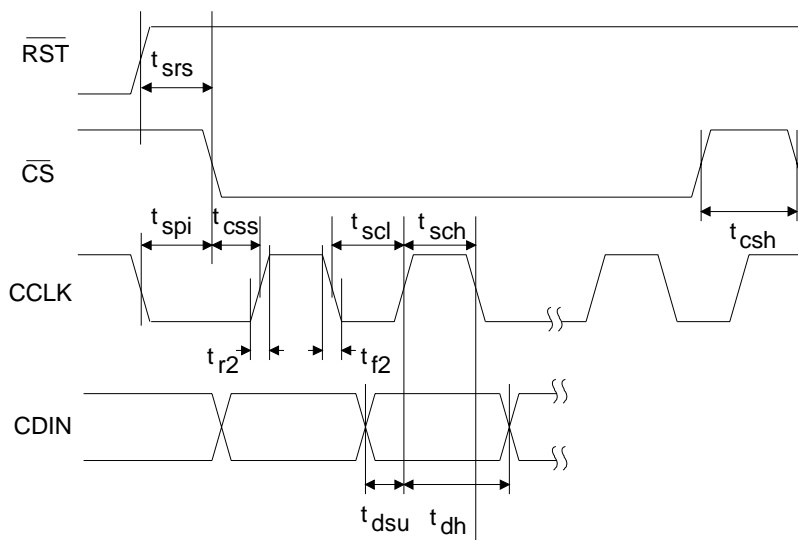 RST
t srs
CS
t spi
t css
t scl
t sch
t csh
CCLK
t r2
t f2
CDIN
t dsu
t dh